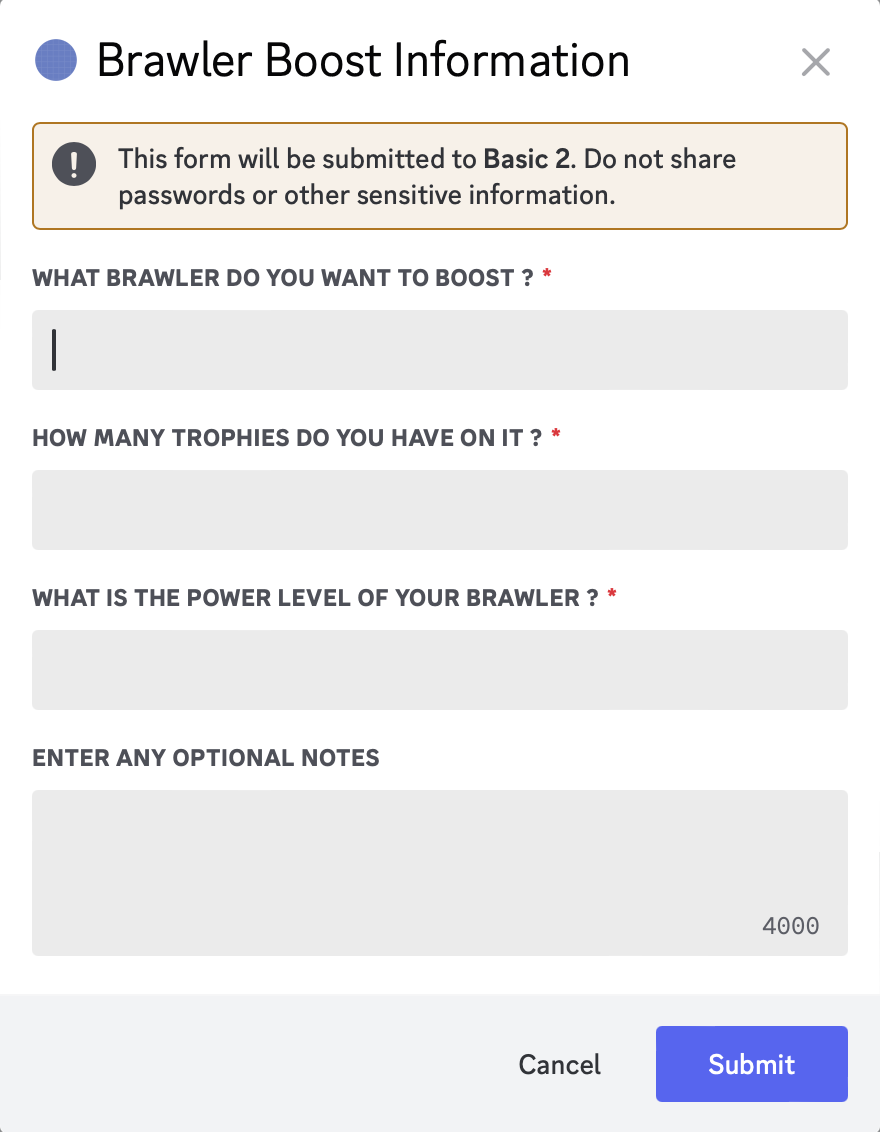 Brawler Boost Information
This form will be submitted to Basic 2. Do not share
passwords or other sensitive information.
WHAT BRAWLER DO YOU WANT TO BOOST ? *
HOW MANY TROPHIES DO YOU HAVE ON IT ? *
WHAT IS THE POWER LEVEL OF YOUR BRAWLER ? *
ENTER ANY OPTIONAL NOTES
4000
Cancel Submit